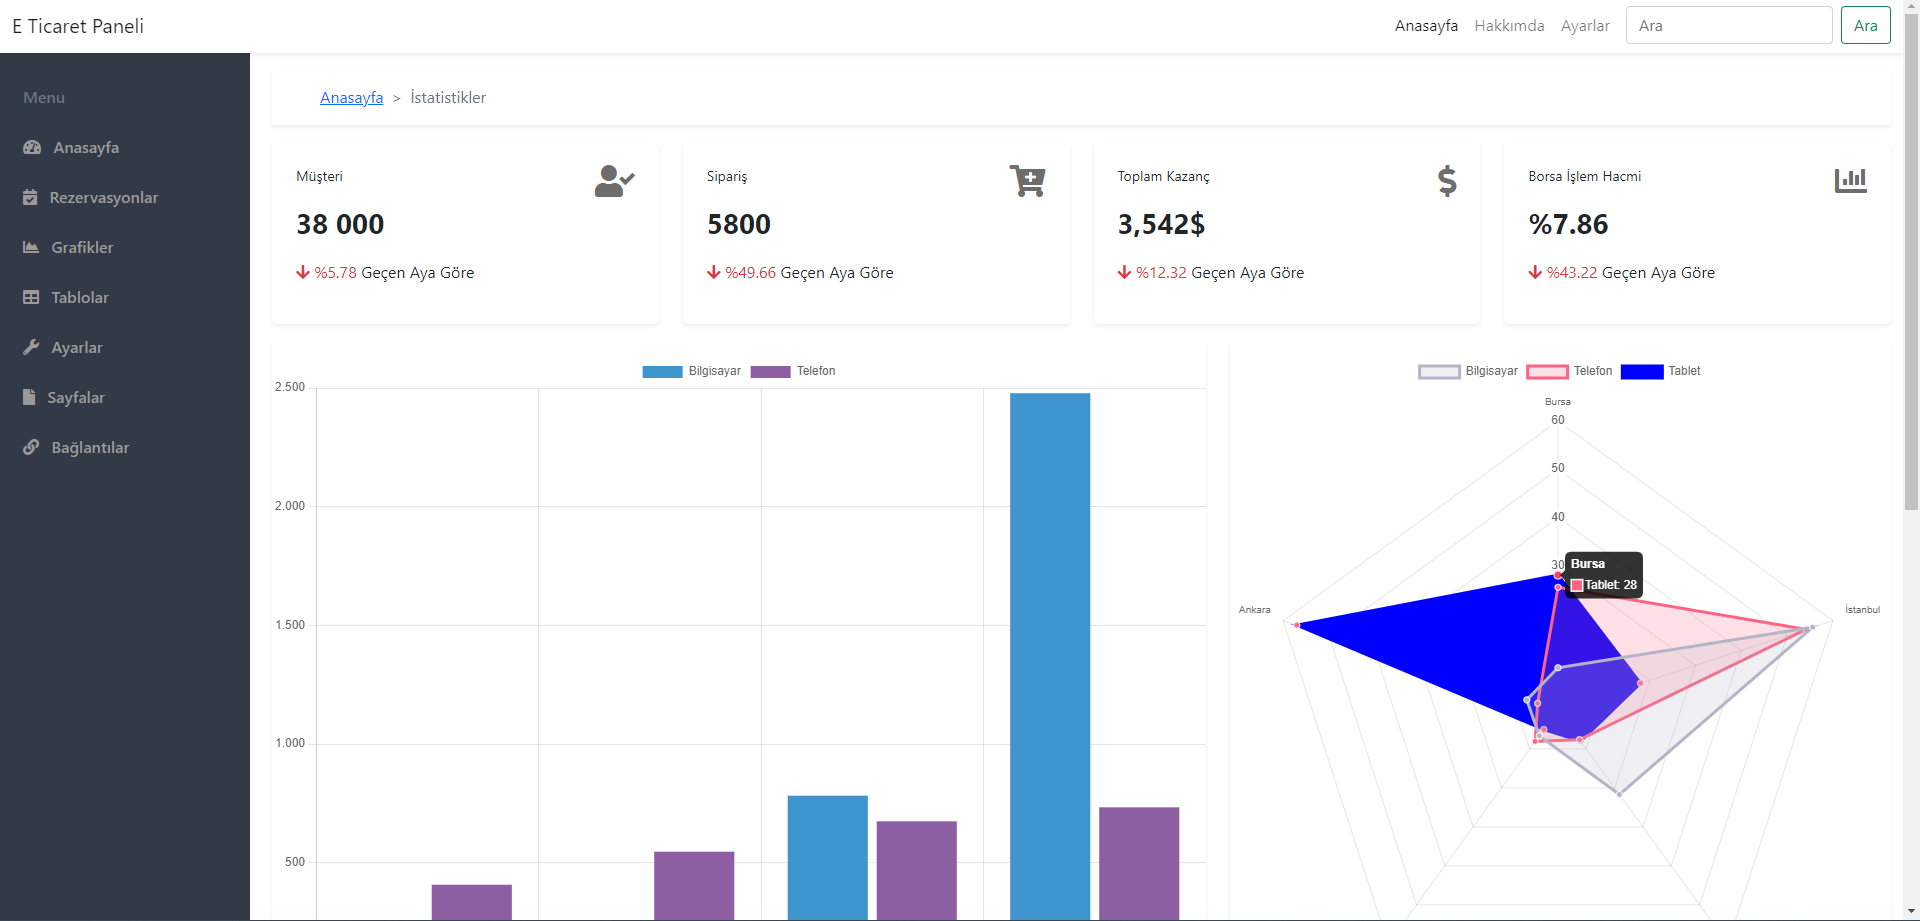 E Ticaret Paneli
Anasayfa Hakkımda Ayarlar Ara Ara
Menu
Anasayfa
Rezervasyonlar
Grafikler
Tablolar
Ayarlar
Sayfalar
Bağlantılar
Anasayfa > İstatistikler
Müşteri
38 000
%5.78 Geçen Aya Göre
Sipariş
5800
%49.66 Geçen Aya Göre
Toplam Kazanç
3,542$
%12.32 Geçen Aya Göre
Borsa İşlem Hacmi
%7.86
%43.22 Geçen Aya Göre
Bilgisayar Telefon
2.500
2.000
1.500
1.000
500
Bilgisayar Telefon Tablet
Bursa
60
50
40
30
Bursa
Tablet: 28
Ankara
İstanbul